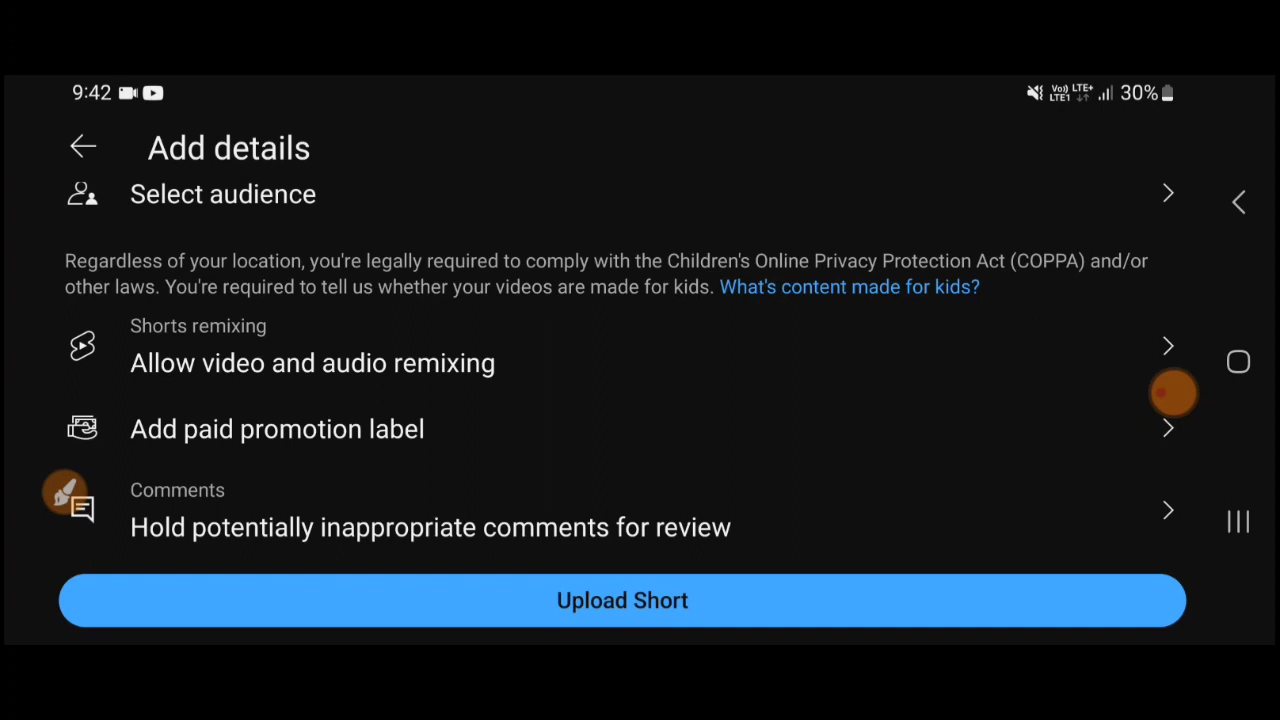 9:42 Vo)) LTE1 LTE+ 30%
Add details
Select audience
Regardless of your location, you're legally required to comply with the Children's Online Privacy Protection Act (COPPA) and/or
other laws. You're required to tell us whether your videos are made for kids. What's content made for kids?
Shorts remixing
Allow video and audio remixing
Add paid promotion label
Comments
Hold potentially inappropriate comments for review
Upload Short